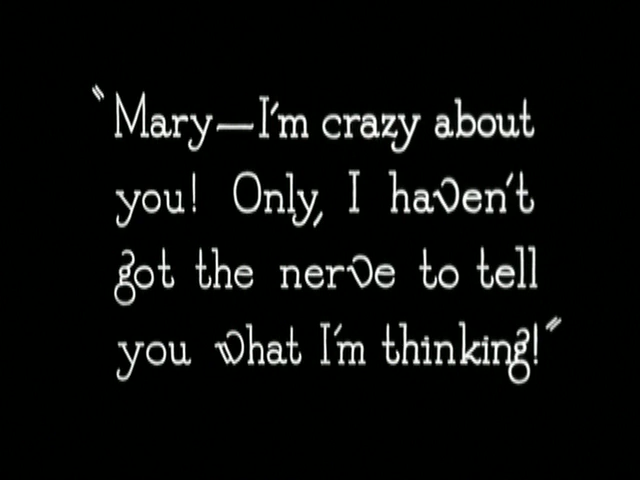 "Mary—I'm crazy about
you! Only, I haven't
got the nerve to tell
you what I'm thinking!"